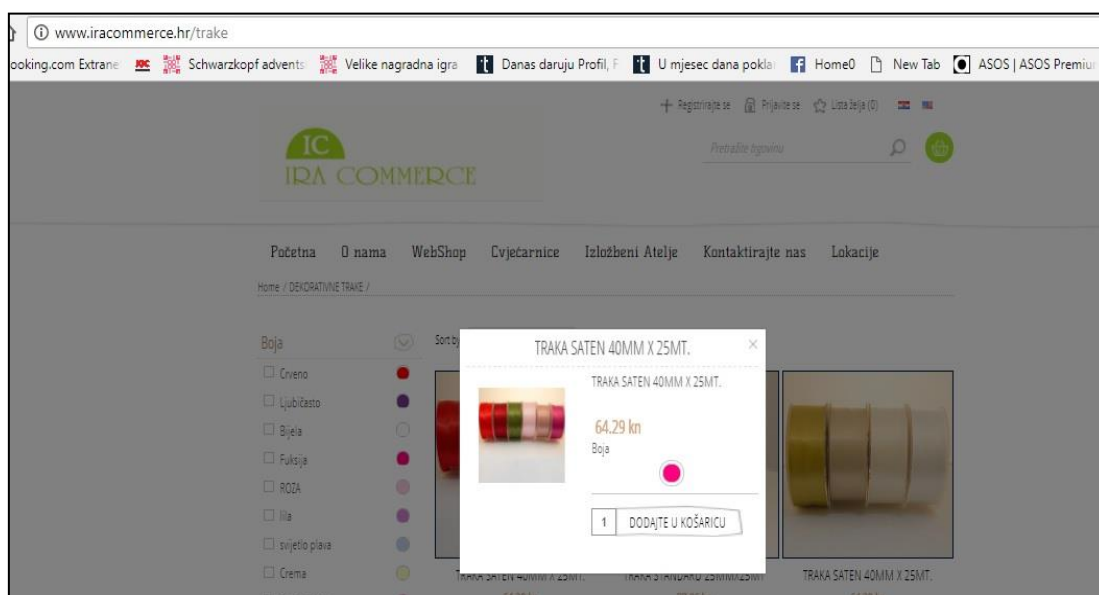 www.iracommerce.hr/trake
ooking.com Extrane Schwarzkopf advents Velike nagradna igra Danas daruju Profil, F U mjesec dana pokla Home0 New Tab ASOS | ASOS Premiu
Registrirajte se Prijavite se Lista želja (0)
IC
IRA COMMERCE
Pretražite trgovinu
Početna O nama WebShop Cvjećarnice Izložbeni Atelje Kontaktirajte nas Lokacije
Home / DEKORATIVNE TRAKE /
Boja
Sort by
Crveno
Ljubičasto
Bijela
Fuksija
ROZA
lila
svijetlo plava
Crema
TRAKA SATEN 40MM X 25MT.
TRAKA SATEN 40MM X 25MT.
64.29 kn
Boja
1 DODAJTE U KOŠARICU
TRAKA SATEN 40MM X 25MT. TRAKA STANDARD 25MMX25MT TRAKA SATEN 40MM X 25MT.